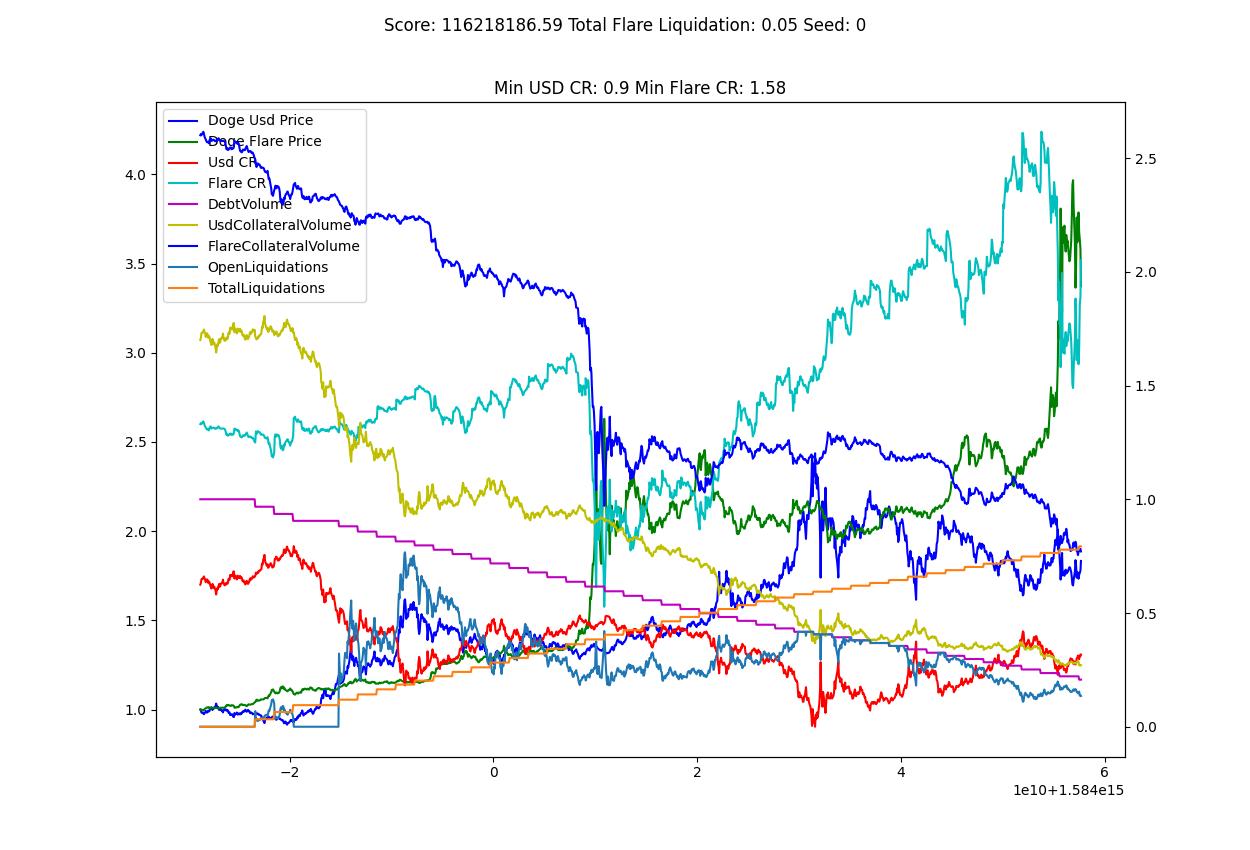 Score: 116218186.59 Total Flare Liquidation: 0.05 Seed: 0
Min USD CR: 0.9 Min Flare CR: 1.58
Doge Usd Price
Doge Flare Price
Usd CR
Flare CR
DebtVolume
UsdCollateralVolume
FlareCollateralVolume
OpenLiquidations
TotalLiquidations
4.0
3.5
3.0
2.5
2.0
1.5
1.0
2.5
2.0
1.5
1.0
0.5
0.0
−2 0 2 4 6
1e10+1.584e15